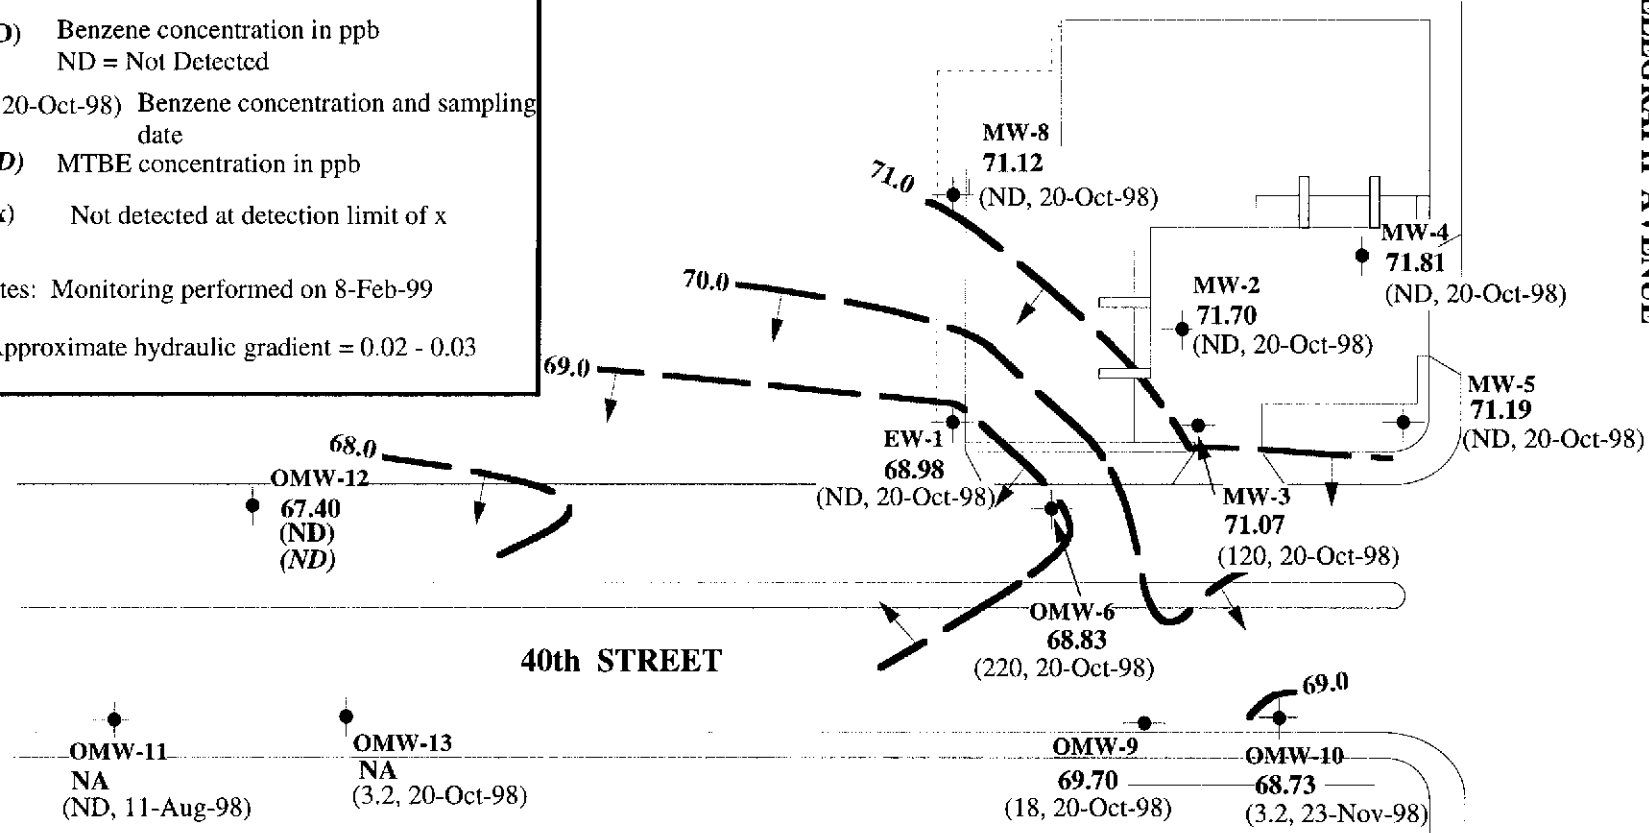 Benzene concentration in ppb
ND = Not Detected
20-Oct-98) Benzene concentration and sampling
date
D) MTBE concentration in ppb
x) Not detected at detection limit of x
tes: Monitoring performed on 8-Feb-99
Approximate hydraulic gradient = 0.02 - 0.03
MW-8
71.12
(ND, 20-Oct-98)
71.0
MW-4
71.81
(ND, 20-Oct-98)
MW-2
71.70
(ND, 20-Oct-98)
70.0
69.0
MW-5
71.19
(ND, 20-Oct-98)
EW-1
68.98
(ND, 20-Oct-98)
68.0
OMW-12
67.40
(ND)
(ND)
MW-3
71.07
(120, 20-Oct-98)
OMW-6
68.83
(220, 20-Oct-98)
40th STREET
69.0
OMW-11
NA
(ND, 11-Aug-98)
OMW-13
NA
(3.2, 20-Oct-98)
OMW-9
69.70
(18, 20-Oct-98)
OMW-10
68.73
(3.2, 23-Nov-98)